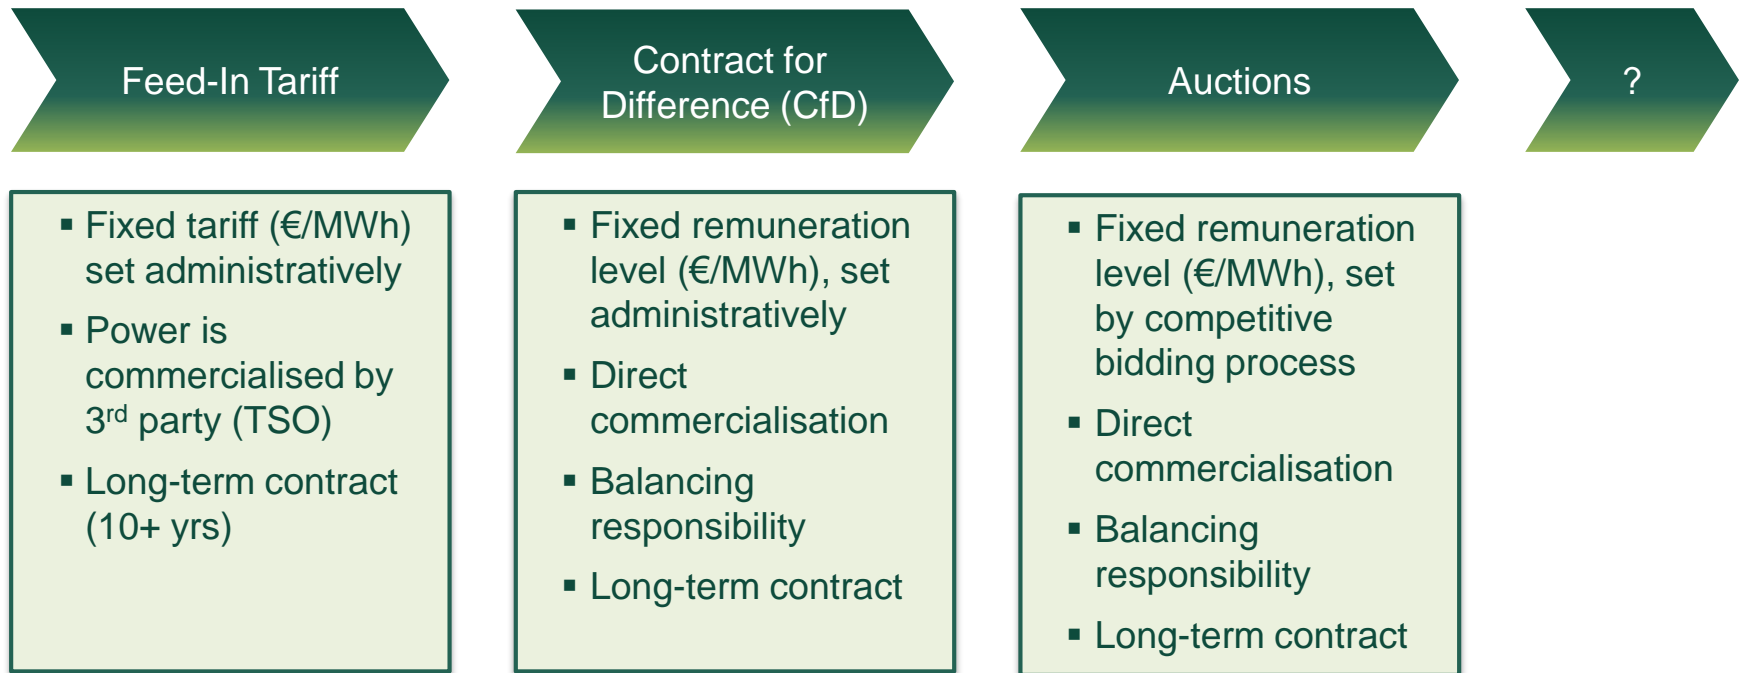 Feed-In Tariff
Contract for
Difference (CfD)
Auctions
?
▪ Fixed tariff (€/MWh)
set administratively
▪ Power is
commercialised by
3rd party (TSO)
▪ Long-term contract
(10+ yrs)
▪ Fixed remuneration
level (€/MWh), set
administratively
▪ Direct
commercialisation
▪ Balancing
responsibility
▪ Long-term contract
▪ Fixed remuneration
level (€/MWh), set
by competitive
bidding process
▪ Direct
commercialisation
▪ Balancing
responsibility
▪ Long-term contract